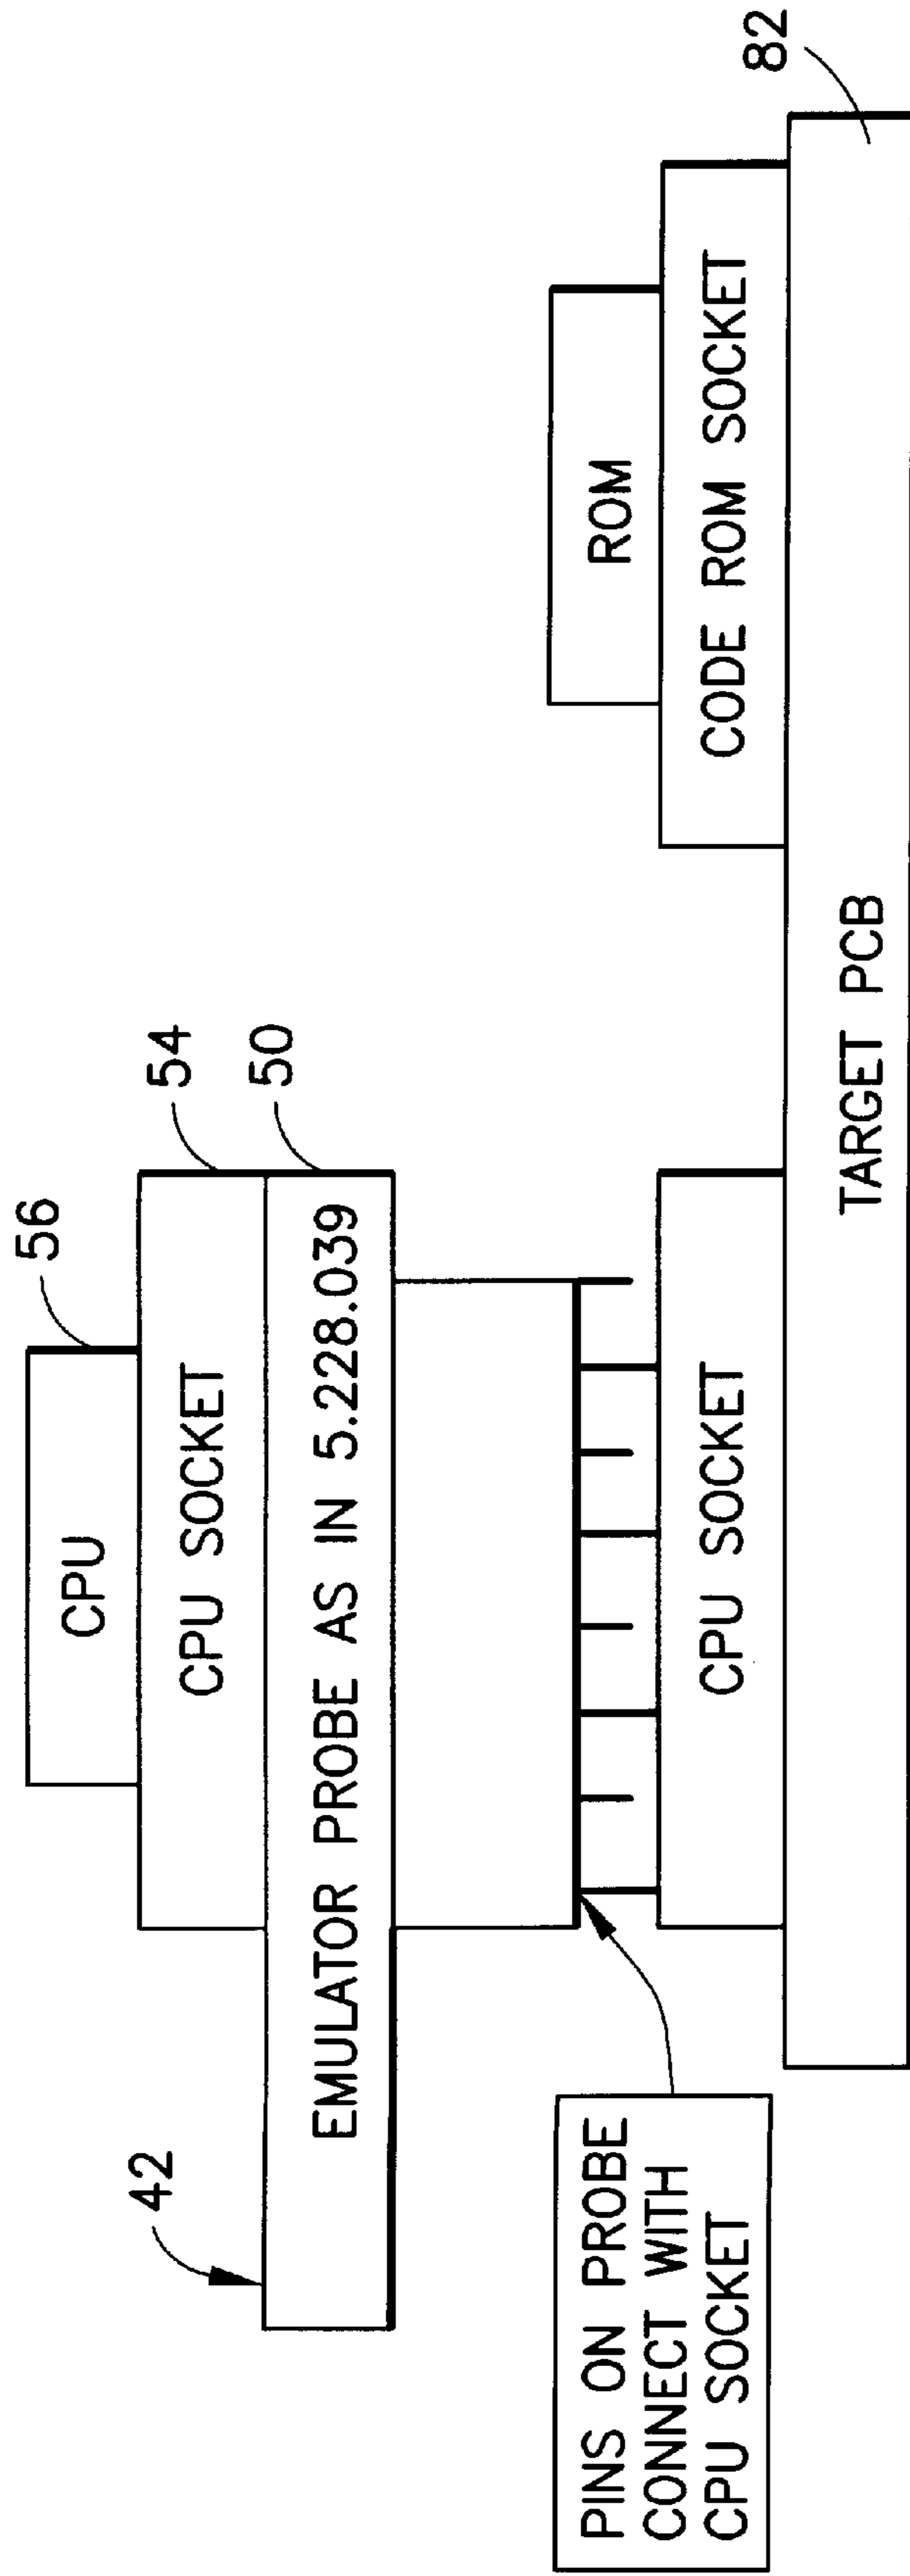 56
CPU
54
CPU SOCKET
50
42
EMULATOR PROBE AS IN 5.228.039
PINS ON PROBE
CONNECT WITH
CPU SOCKET
CPU SOCKET
ROM
CODE ROM SOCKET
82
TARGET PCB